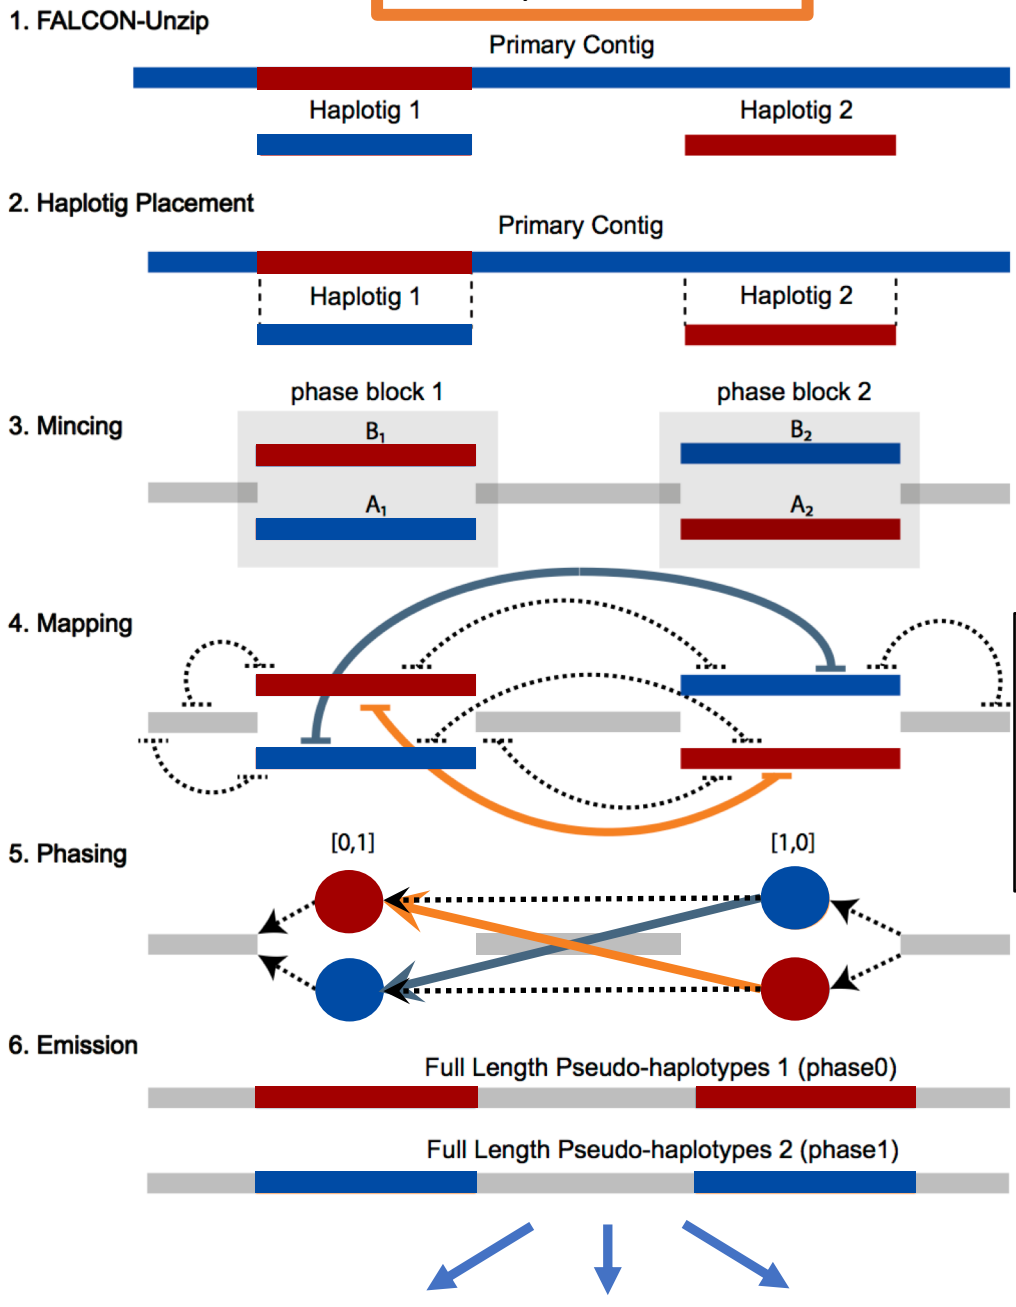 1. FALCON-Unzip
Primary Contig
Haplotig 1
Haplotig 2
2. Haplotig Placement
Primary Contig
Haplotig 1
Haplotig 2
phase block 1
phase block 2
3. Mincing
B₁
B₂
A₁
A₂
4. Mapping
5. Phasing
[0,1]
[1,0]
6. Emission
Full Length Pseudo-haplotypes 1 (phase0)
Full Length Pseudo-haplotypes 2 (phase1)